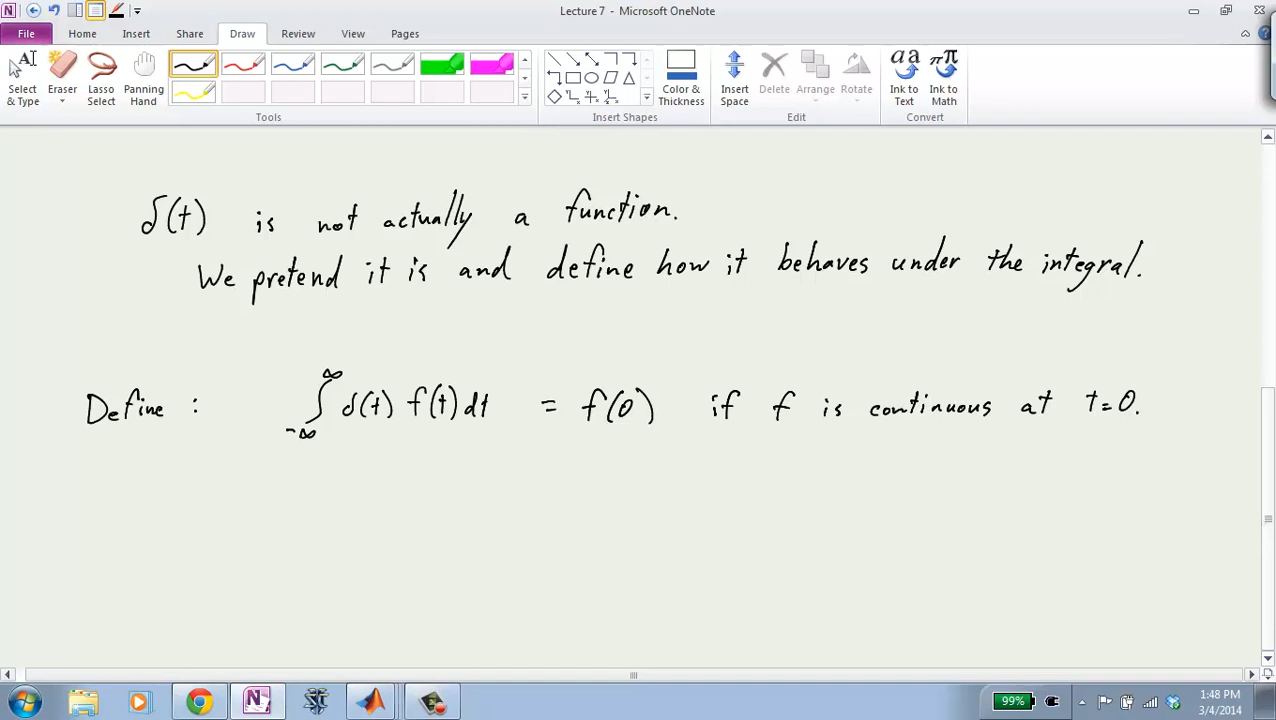 Lecture 7 - Microsoft OneNote
File Home Insert Share Draw Review View Pages
Select & Type Eraser Lasso Select Panning Hand Color & Thickness Insert Space Delete Arrange Rotate Ink to Text Ink to Math
Tools Insert Shapes Edit Convert
δ(t) is not actually a function.
We pretend it is and define how it behaves under the integral.
Define : ∫_{-∞}^{∞} δ(t) f(t) dt = f(0) if f is continuous at t=0.
99% 1:48 PM
3/4/2014